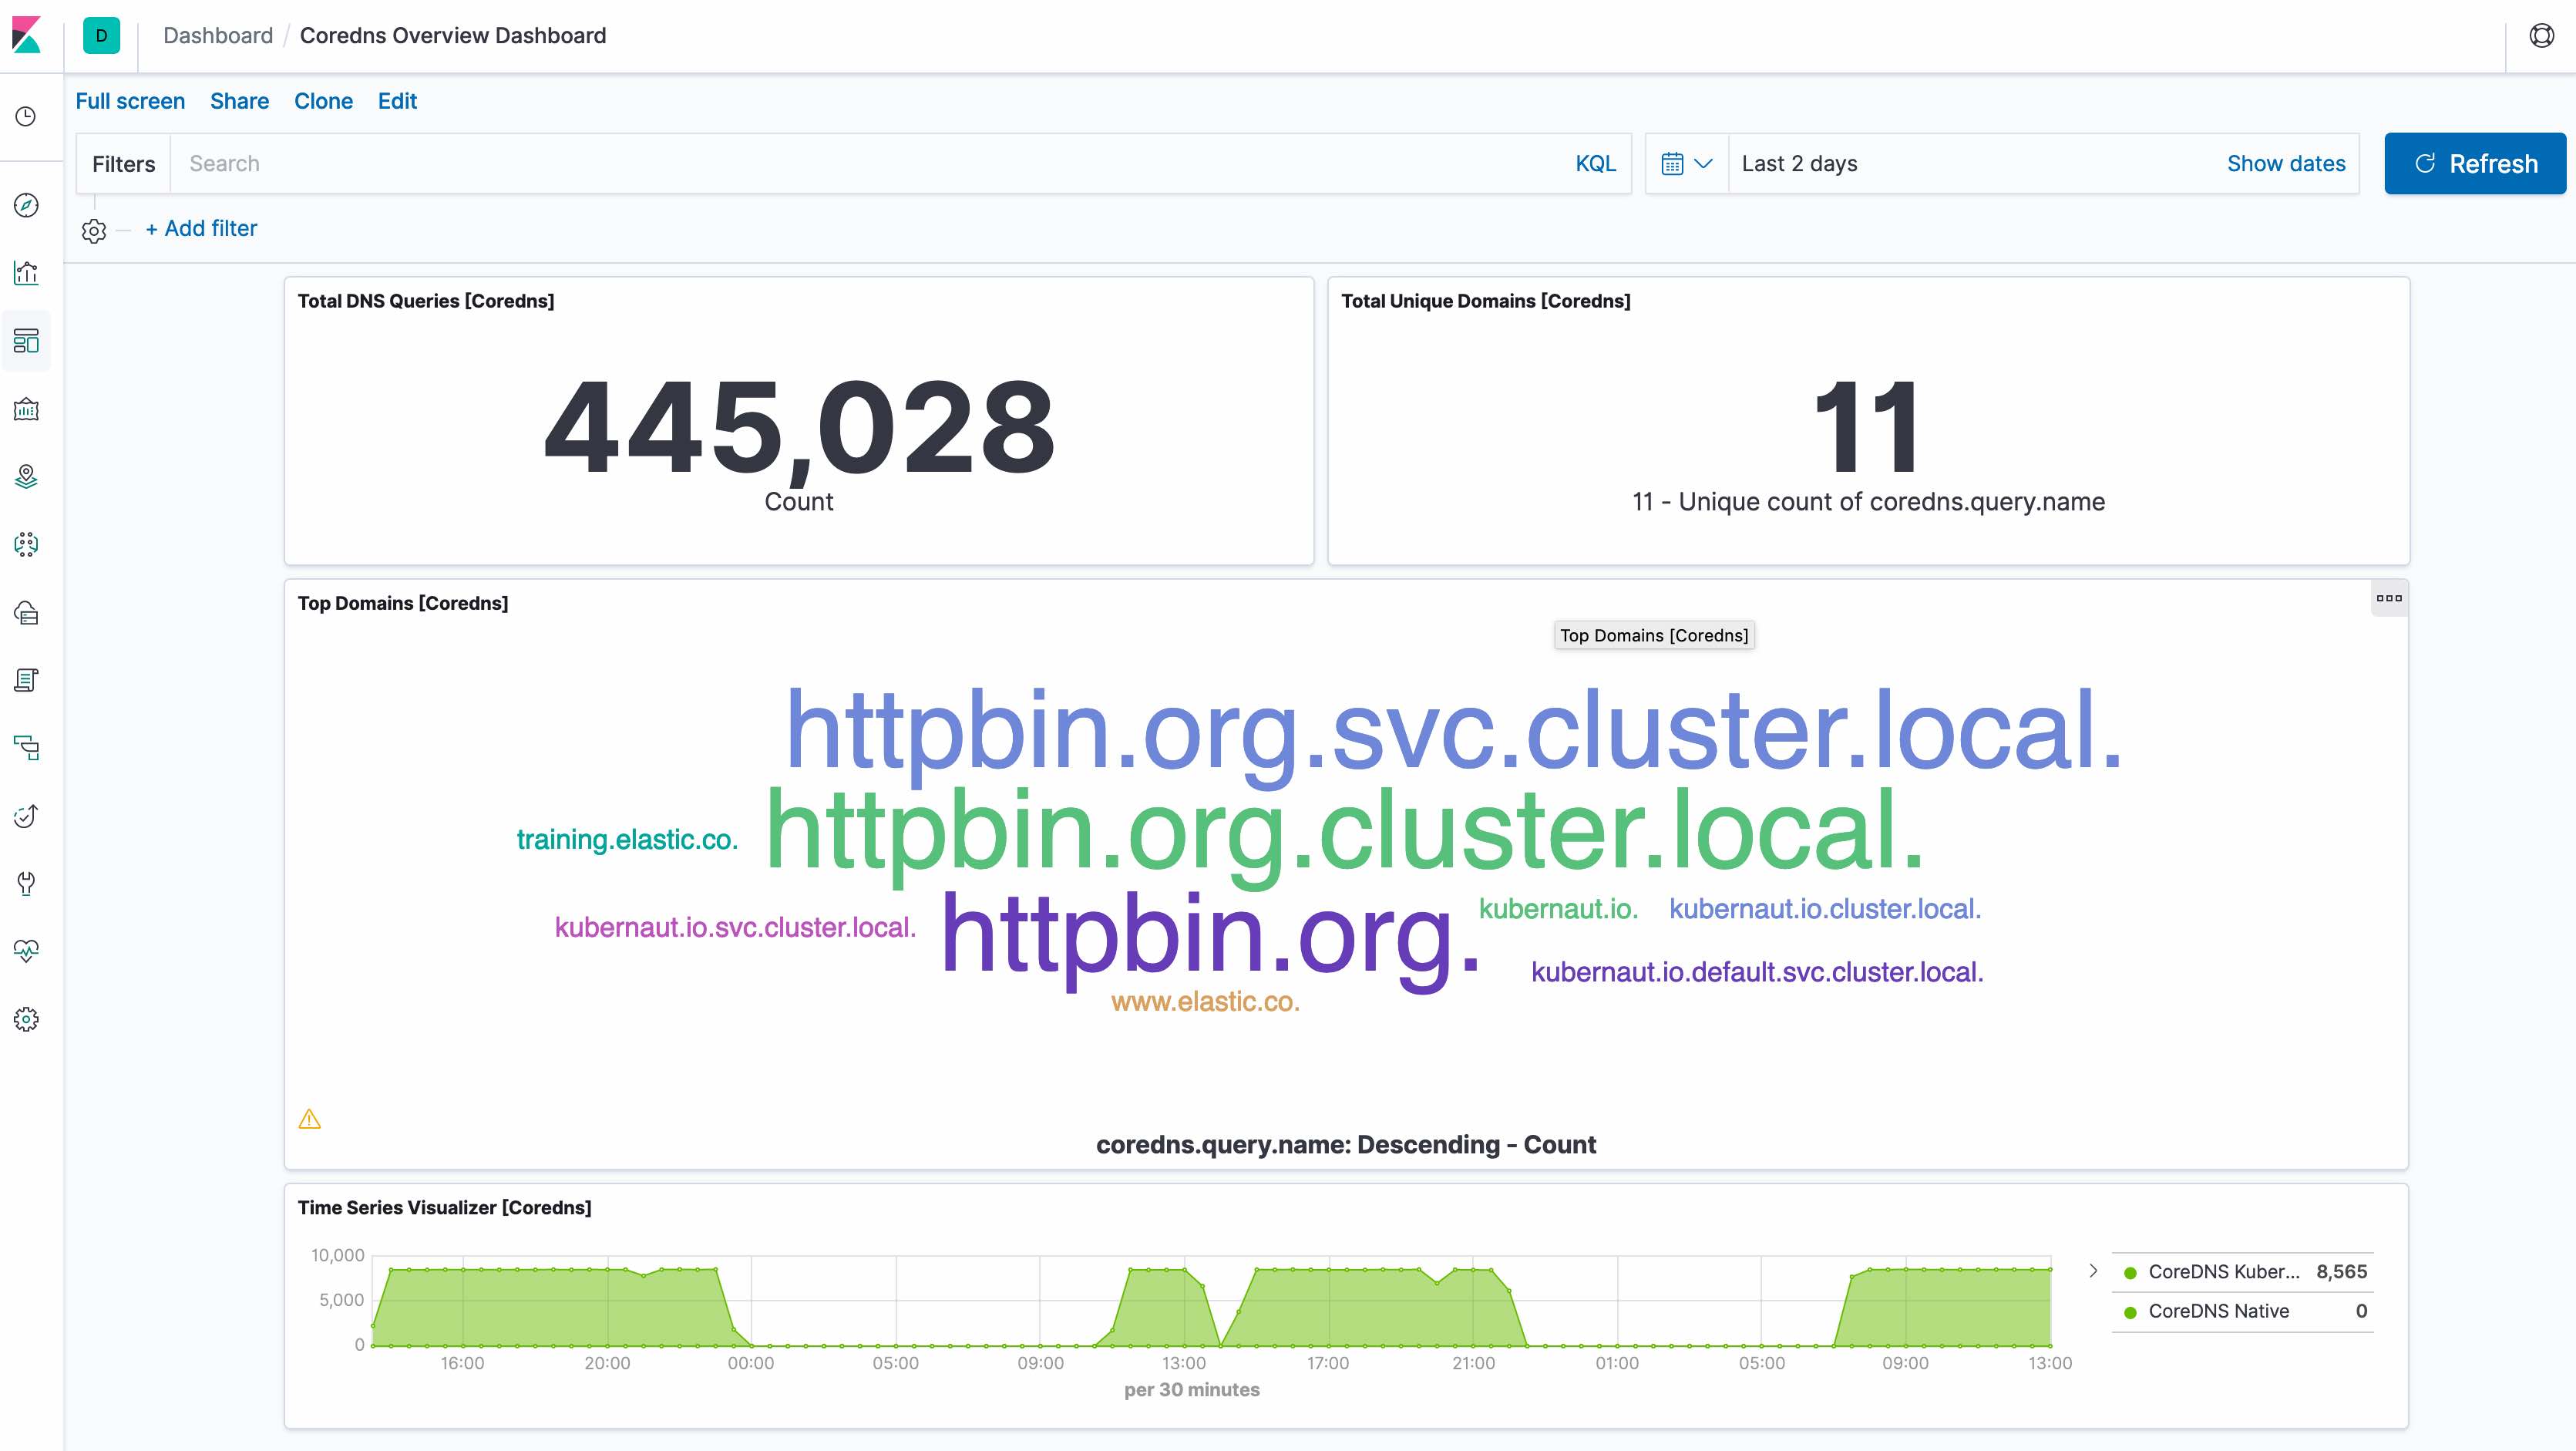 D Dashboard / Coredns Overview Dashboard
Full screen Share Clone Edit
Filters Search KQL Last 2 days Show dates Refresh
+ Add filter
Total DNS Queries [Coredns]
445,028
Count
Total Unique Domains [Coredns]
11
11 - Unique count of coredns.query.name
Top Domains [Coredns]
Top Domains [Coredns]
httpbin.org.svc.cluster.local.
training.elastic.co. httpbin.org.cluster.local.
kubernaut.io.svc.cluster.local. httpbin.org. kubernaut.io. kubernaut.io.cluster.local.
kubernaut.io.default.svc.cluster.local.
www.elastic.co.
coredns.query.name: Descending - Count
Time Series Visualizer [Coredns]
10,000
5,000
0
16:00 20:00 00:00 05:00 09:00 13:00 17:00 21:00 01:00 05:00 09:00 13:00
per 30 minutes
CoreDNS Kuber... 8,565
CoreDNS Native 0